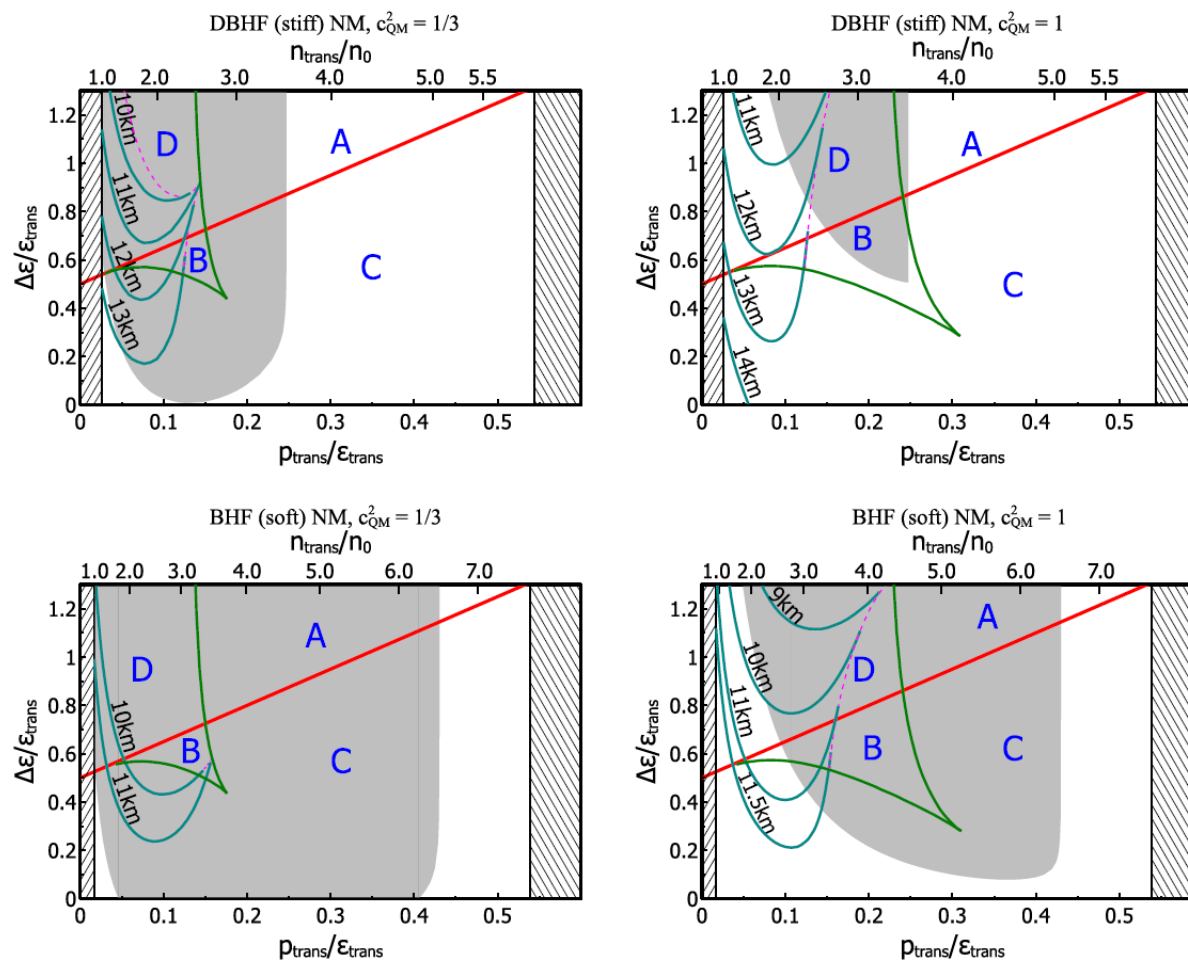 DBHF (stiff) NM, c²QM = 1/3
ntrans/n0
1.0 2.0 3.0 4.0 5.0 5.5
1.2
1
0.8
0.6
0.4
0.2
0
Δε/εtrans
10km
11km
12km
13km
D
A
B
C
0 0.1 0.2 0.3 0.4 0.5
ptrans/εtrans
DBHF (stiff) NM, c²QM = 1
ntrans/n0
1.0 2.0 3.0 4.0 5.0 5.5
1.2
1
0.8
0.6
0.4
0.2
0
Δε/εtrans
11km
12km
13km
14km
D
A
B
C
0 0.1 0.2 0.3 0.4 0.5
ptrans/εtrans
BHF (soft) NM, c²QM = 1/3
ntrans/n0
1.0 2.0 3.0 4.0 5.0 6.0 7.0
1.2
1
0.8
0.6
0.4
0.2
0
Δε/εtrans
10km
11km
D
A
B
C
0 0.1 0.2 0.3 0.4 0.5
ptrans/εtrans
BHF (soft) NM, c²QM = 1
ntrans/n0
1.0 2.0 3.0 4.0 5.0 6.0 7.0
1.2
1
0.8
0.6
0.4
0.2
0
Δε/εtrans
9km
10km
11km
11.5km
A
D
B
C
0 0.1 0.2 0.3 0.4 0.5
ptrans/εtrans